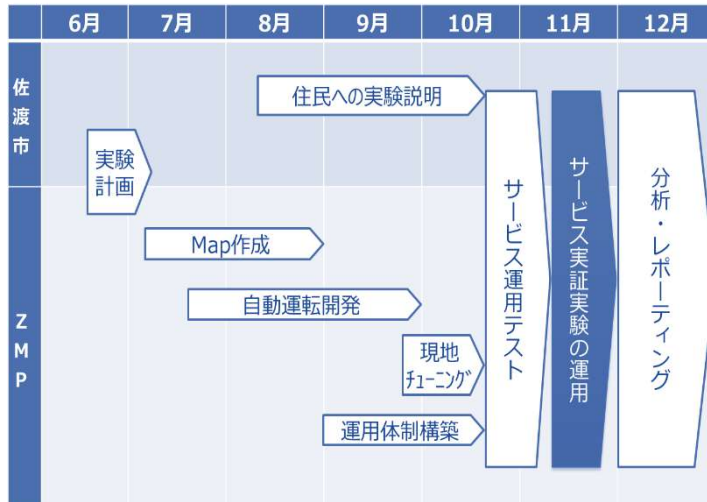 6月 7月 8月 9月 10月 11月 12月
佐渡市
住民への実験説明
実験
計画
ZMP
Map作成
自動運転開発
現地
ﾁｭｰﾆﾝｸﾞ
運用体制構築
サービス運用テスト
サービス実証実験の運用
分析・レポーティング